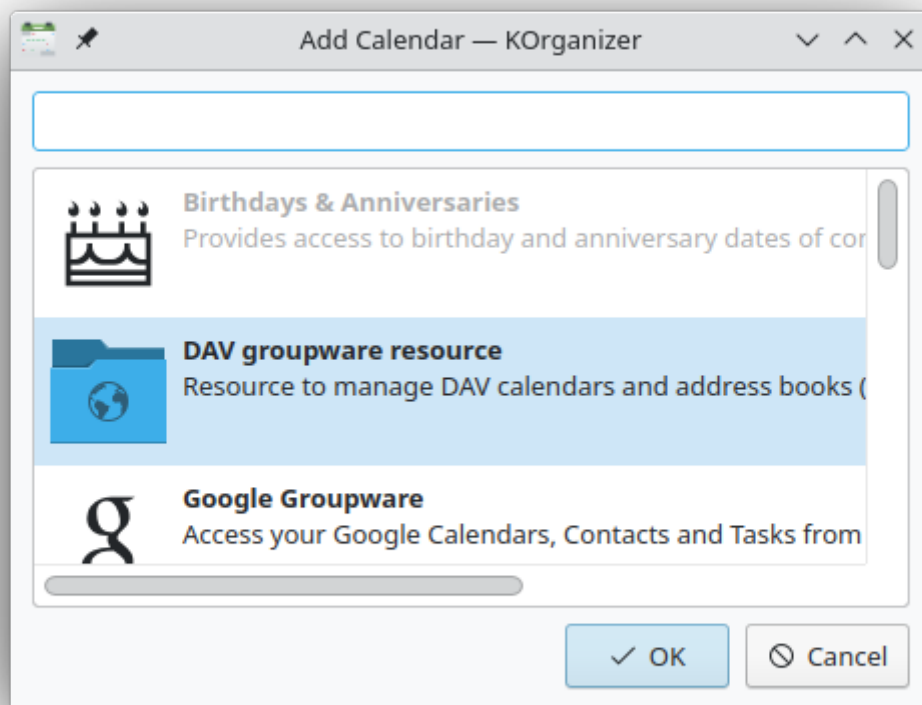 Add Calendar — KOrganizer
Birthdays & Anniversaries
Provides access to birthday and anniversary dates of
DAV groupware resource
Resource to manage DAV calendars and address books (
Google Groupware
Access your Google Calendars, Contacts and Tasks from
OK
Cancel